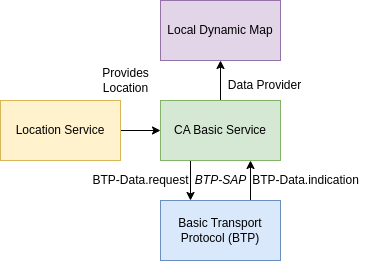 Local Dynamic Map
Provides
Location
Data Provider
Location Service
CA Basic Service
BTP-Data.request
BTP-SAP
BTP-Data.indication
Basic Transport
Protocol (BTP)